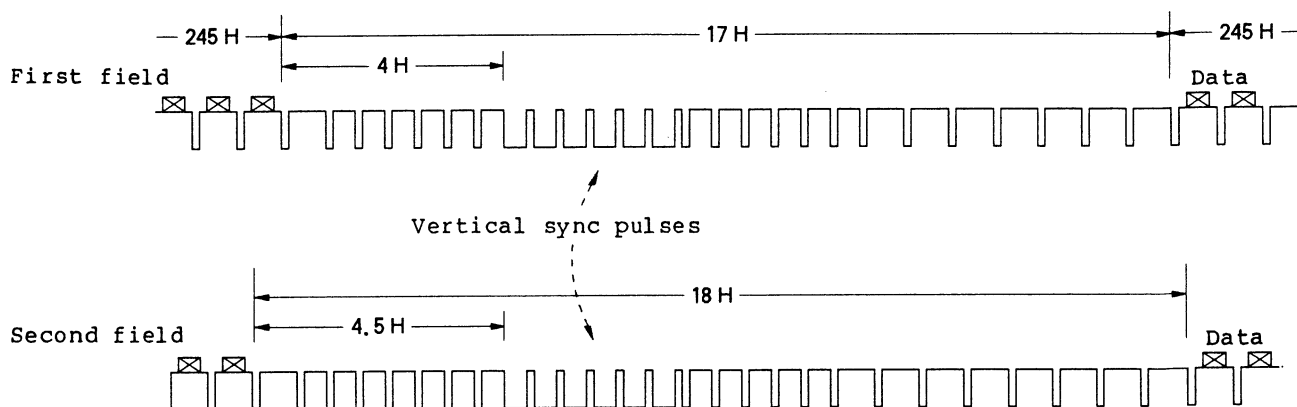 245 H 17 H 245 H
4 H
First field Data
Vertical sync pulses
18 H
4.5 H
Second field Data